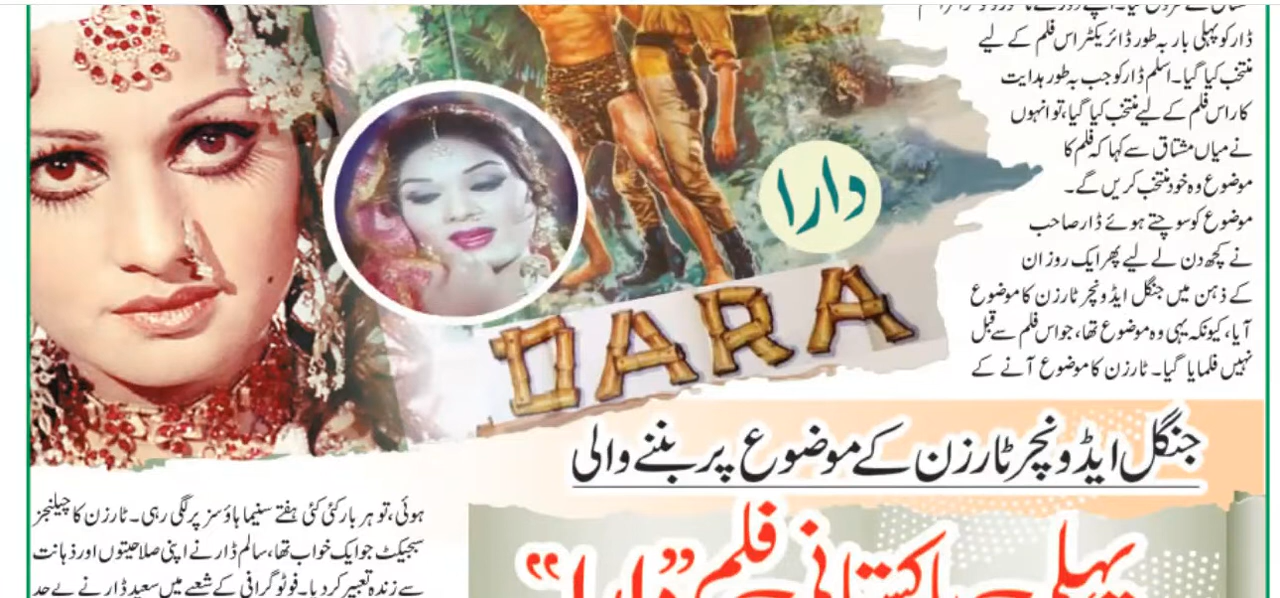 ڈار کو پہلی بار بہ طور ڈائریکٹر اس فلم کے لیے
منتخب کیا گیا۔ اسلم ڈار کو جب بہ طور ہدایت
کار اس فلم کے لیے منتخب کیا گیا، تو انہوں
نے میاں مشتاق سے کہا کہ فلم کا
موضوع وہ خود منتخب کریں گے۔
موضوع کو سوچتے ہوئے ڈار صاحب
نے کچھ دن لے لیے پھر ایک روز ان
کے ذہن میں جنگل ایڈونچر ٹارزن کا موضوع
آیا، کیونکہ یہی وہ موضوع تھا، جو اس فلم سے قبل
نہیں فلمایا گیا۔ ٹارزن کا موضوع آنے کے
دارا
DARA
جنگل ایڈونچر ٹارزن کے موضوع پر بننے والی
پہلی پاکستانی فلم ”دارا“
ہوئی، تو ہر بار کئی کئی ہفتے سنیما ہاؤسز پر لگی رہی۔ ٹارزن کا چیلنجز
سبجیکٹ جو ایک خواب تھا، سالم ڈار نے اپنی صلاحیتوں اور ذہانت
سے زندہ تعبیر کر دیا۔ فوٹو گرافی کے شعبے میں سعید ڈار نے بے حد